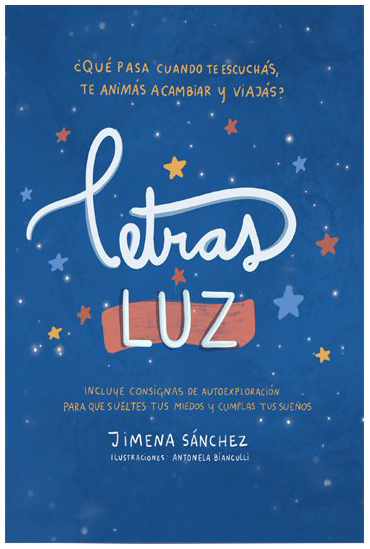 ¿QUÉ PASA CUANDO TE ESCUCHÁS,
TE ANIMÁS A CAMBIAR Y VIAJÁS?
letras
LUZ
INCLUYE CONSIGNAS DE AUTOEXPLORACIÓN
PARA QUE SUELTES TUS MIEDOS Y CUMPLAS TUS SUEÑOS
JIMENA SÁNCHEZ
ILUSTRACIONES: ANTONELA BIANCULLI